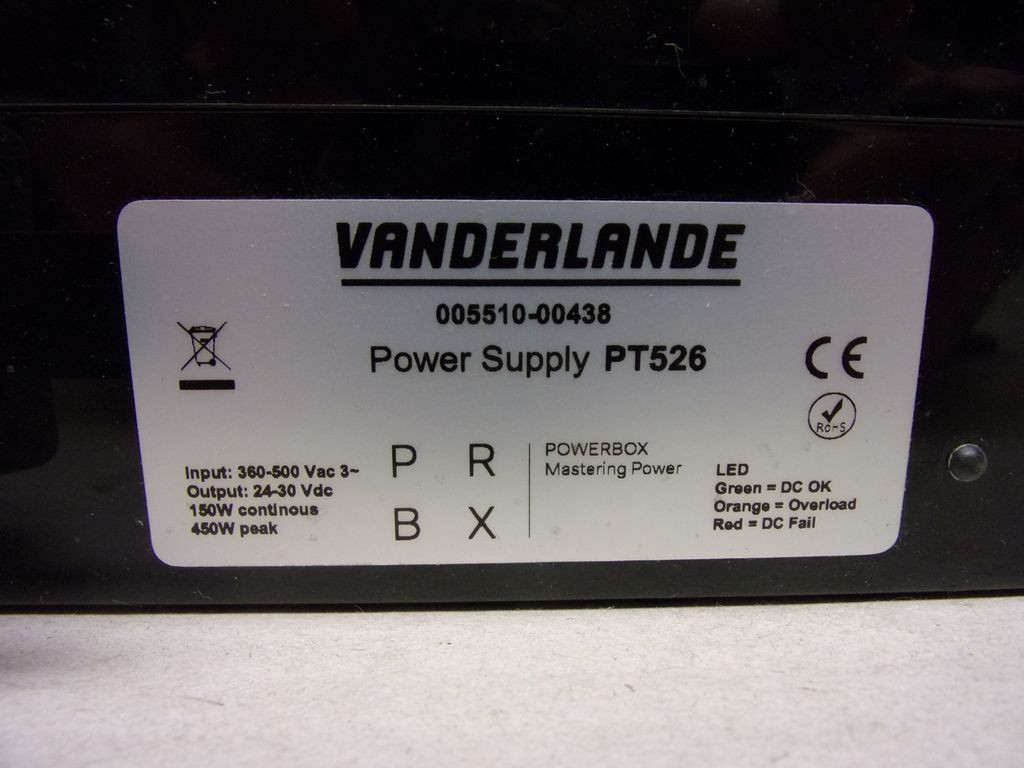 VANDERLANDE
005510-00438
Power Supply PT526
CE
RoHS
Input: 360-500 Vac 3~
Output: 24-30 Vdc
150W continous
450W peak
P R
B X
POWERBOX
Mastering Power
LED
Green = DC OK
Orange = Overload
Red = DC Fail